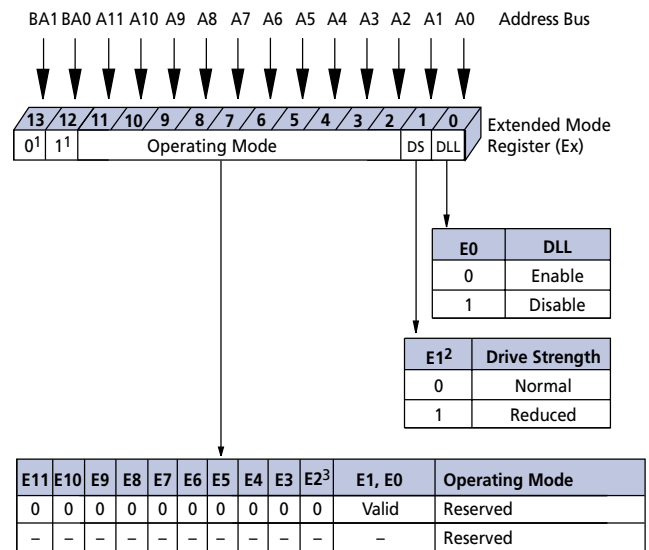 BA1 BA0 A11 A10 A9 A8 A7 A6 A5 A4 A3 A2 A1 A0 Address Bus
13 12 11 10 9 8 7 6 5 4 3 2 1 0
0¹ 1¹ Operating Mode DS DLL
Extended Mode
Register (Ex)
E0 DLL
0 Enable
1 Disable
E1² Drive Strength
0 Normal
1 Reduced
E11 E10 E9 E8 E7 E6 E5 E4 E3 E2³ E1, E0 Operating Mode
0 0 0 0 0 0 0 0 0 0 Valid Reserved
– – – – – – – – – – – Reserved